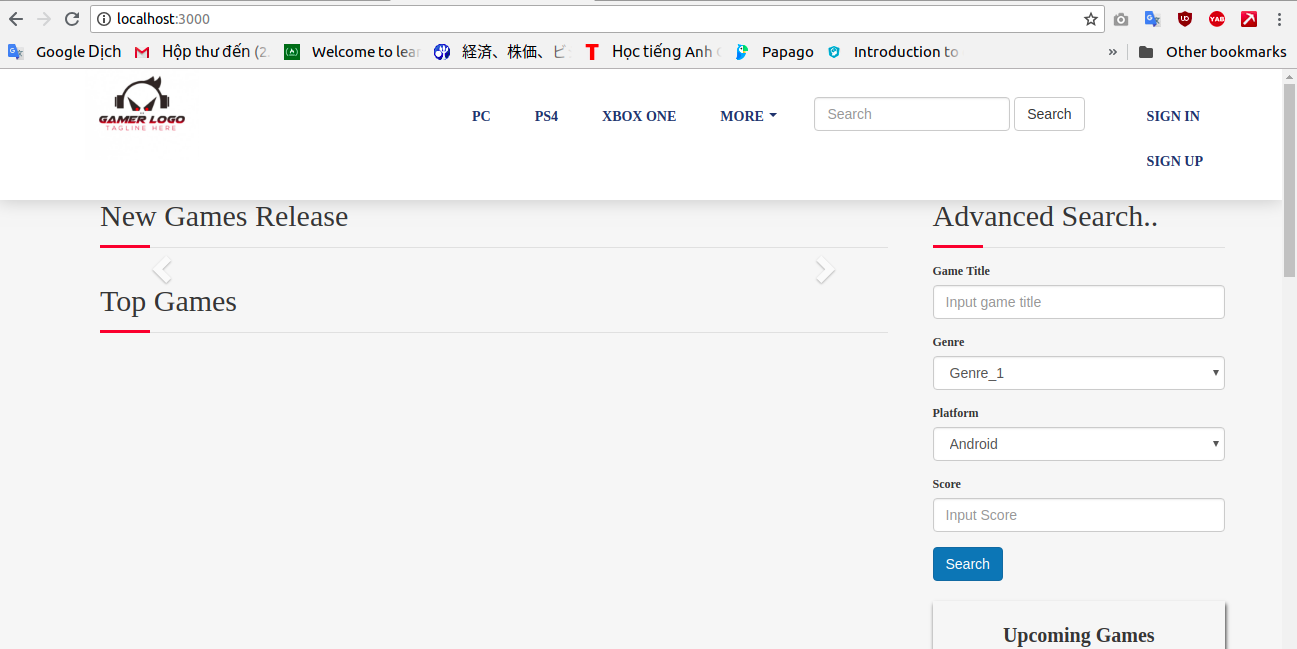 localhost:3000
Google Dịch Hộp thư đến (2. Welcome to lear 経済、株価、ビ Học tiếng Anh Papago Introduction to » Other bookmarks
GAMER LOGO
TAGLINE HERE
PC PS4 XBOX ONE MORE Search Search SIGN IN
SIGN UP
New Games Release
Advanced Search..
Game Title
Input game title
Top Games
Genre
Genre_1
Platform
Android
Score
Input Score
Search
Upcoming Games